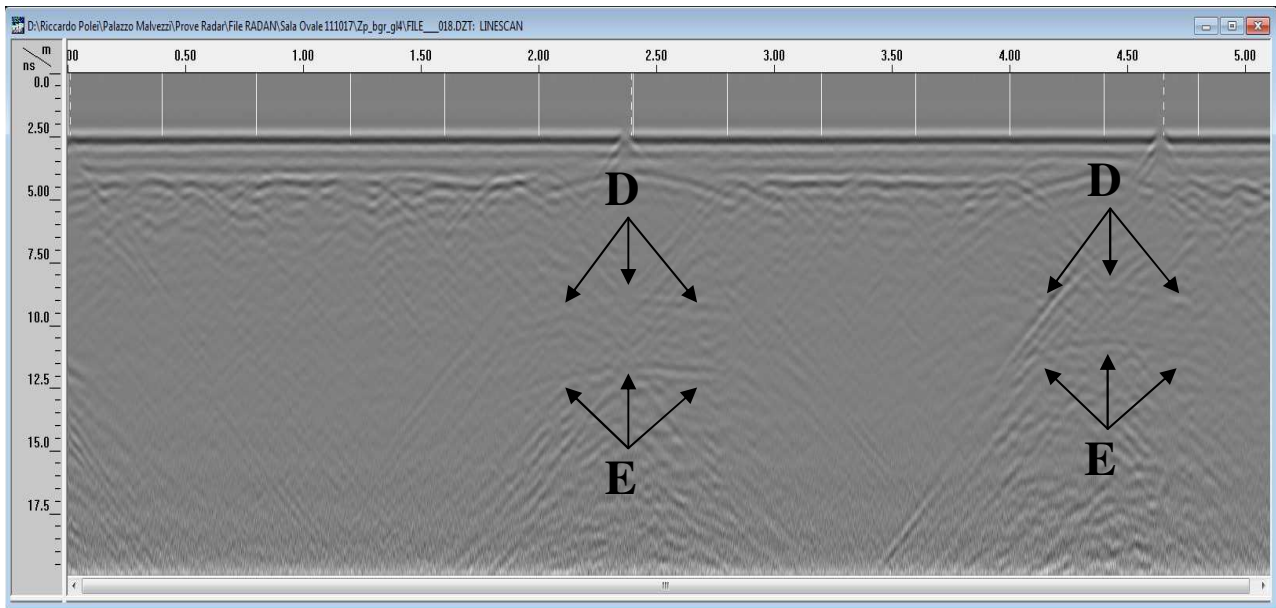 D:\Riccardo Polei\Palazzo Malvezzi\Prove Radar\File RADAN\Sala Ovale 111017\Zp_bgr_gl4\FILE___018.DZT: LINESCAN
m
ns
00 0.50 1.00 1.50 2.00 2.50 3.00 3.50 4.00 4.50 5.00
0.0
2.50
5.00
7.50
10.0
12.5
15.0
17.5
D D
E E